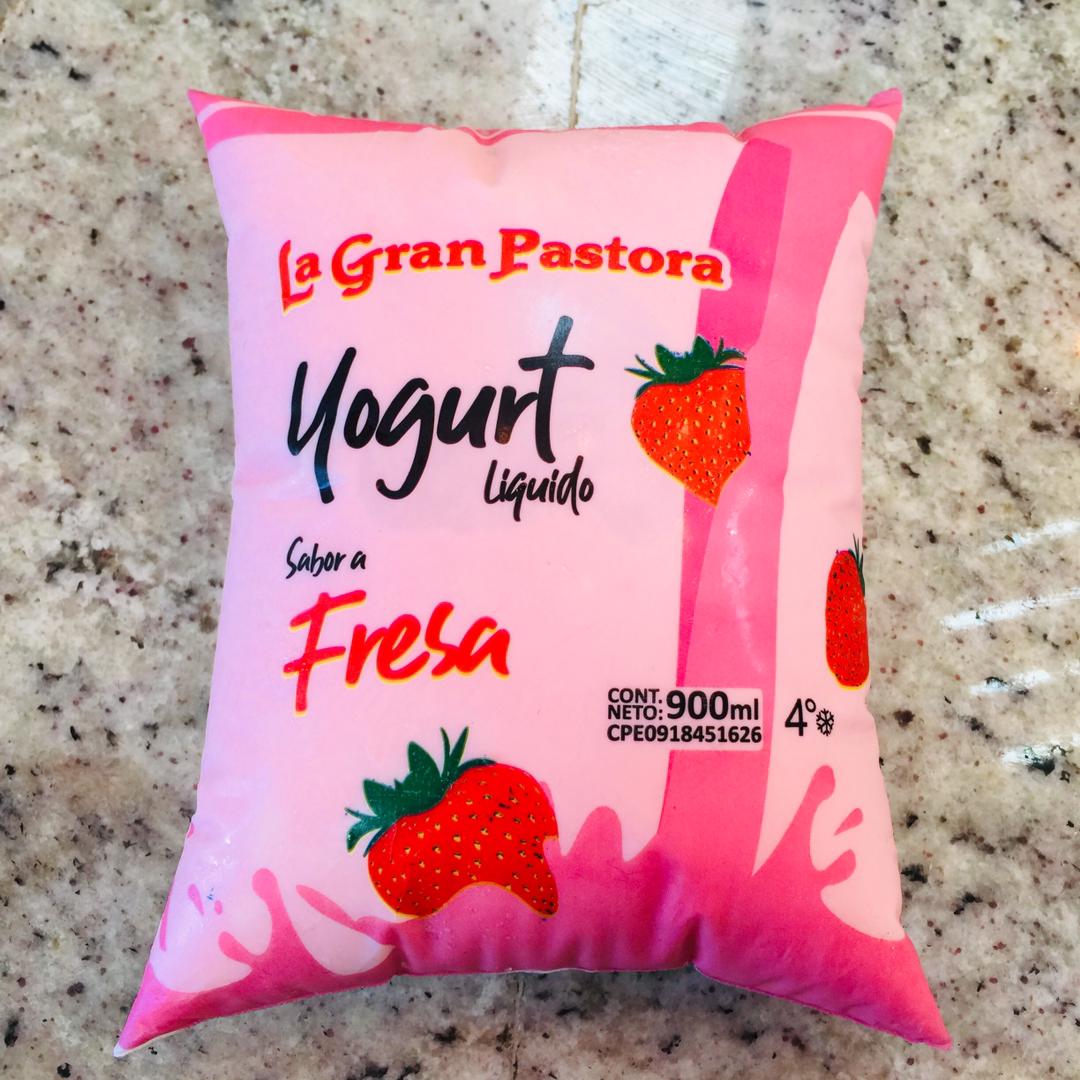 La Gran Pastora
Yogurt
liquido
Sabor a
Fresa
CONT.
NETO: 900ml
CPE0918451626
4°